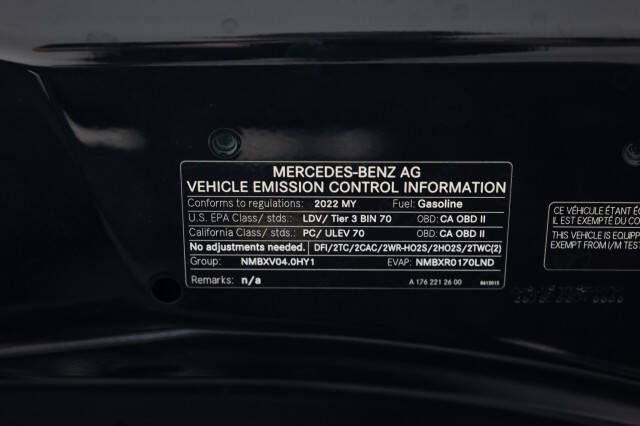 MERCEDES-BENZ AG
VEHICLE EMISSION CONTROL INFORMATION
Conforms to regulations: 2022 MY Fuel: Gasoline
U.S. EPA Class/ stds.: LDV/ Tier 3 BIN 70 OBD: CA OBD II
California Class/ stds.: PC/ ULEV 70 OBD: CA OBD II
No adjustments needed. DFI/2TC/2CAC/2WR-HO2S/2HO2S/2TWC(2)
Group: NMBXV04.0HY1 EVAP: NMBXR0170LND
Remarks: n/a A 176 221 26 00
CE VÉHICULE ÉTANT
IL EST EXEMPTÉ DU
THIS VEHICLE IS
EXEMPT FROM I/M TEST